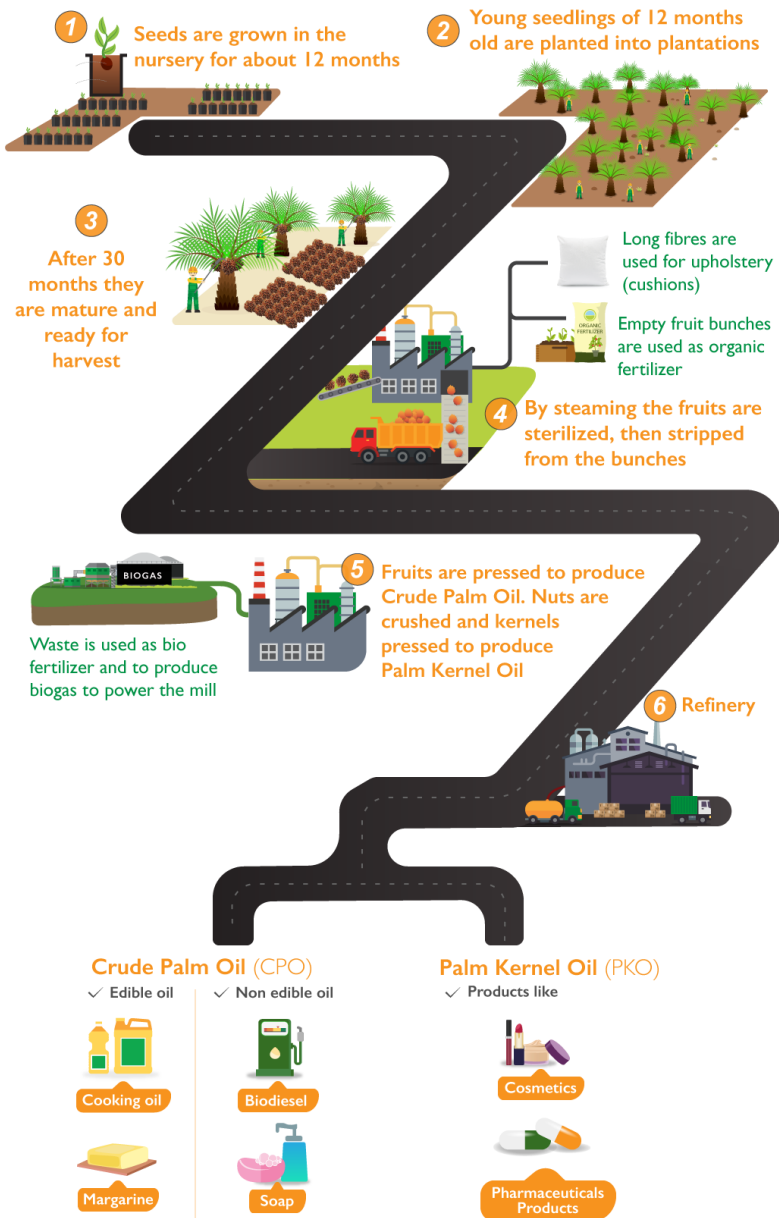 1
Seeds are grown in the
nursery for about 12 months
2
Young seedlings of 12 months
old are planted into plantations
3
After 30
months they
are mature and
ready for
harvest
Long fibres are
used for upholstery
(cushions)
ORGANIC
FERTILIZER
Empty fruit bunches
are used as organic
fertilizer
4
By steaming the fruits are
sterilized, then stripped
from the bunches
BIOGAS
Waste is used as bio
fertilizer and to produce
biogas to power the mill
5
Fruits are pressed to produce
Crude Palm Oil. Nuts are
crushed and kernels
pressed to produce
Palm Kernel Oil
6
Refinery
Crude Palm Oil (CPO)
✓ Edible oil
Cooking oil
Margarine
✓ Non edible oil
Biodiesel
Soap
Palm Kernel Oil (PKO)
✓ Products like
Cosmetics
Pharmaceuticals
Products